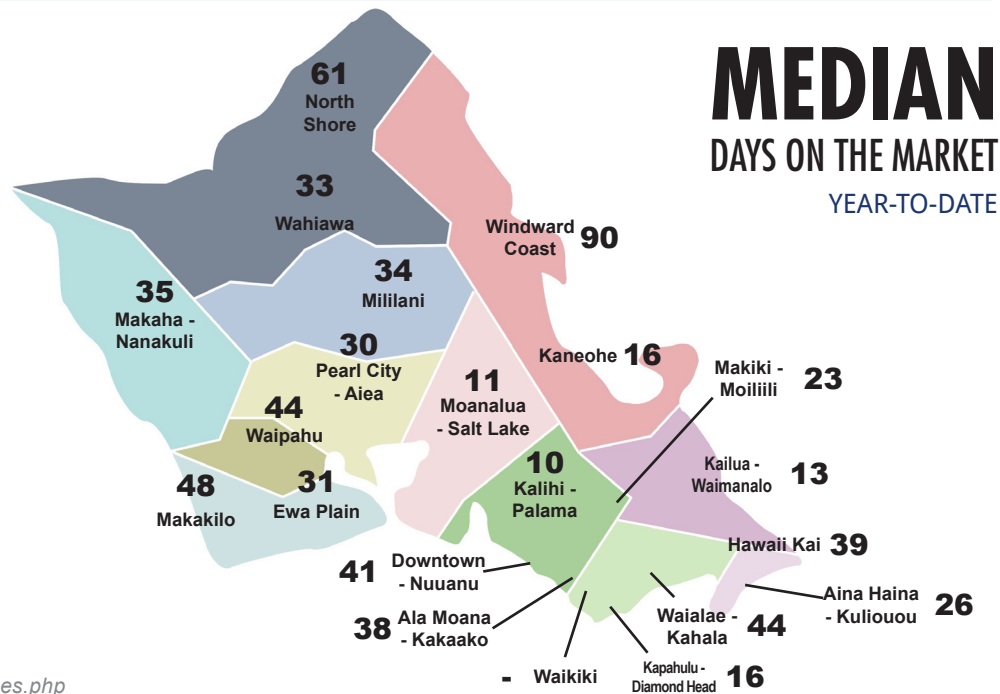 MEDIAN
DAYS ON THE MARKET
YEAR-TO-DATE
61
North
Shore
33
Wahiawa
Windward
Coast 90
34
Mililani
35
Makaha -
Nanakuli
30
Pearl City
- Aiea
Kaneohe 16
11
Moanalua
- Salt Lake
Makiki -
Moiliili 23
44
Waipahu
10
Kalihi -
Palama
Kailua -
Waimanalo 13
48
Makakilo
31
Ewa Plain
Hawaii Kai 39
41 Downtown
- Nuuanu
Aina Haina
- Kuliouou 26
38 Ala Moana
- Kakaako
Waialae -
Kahala 44
- Waikiki
Kapahulu -
Diamond Head 16
es.php